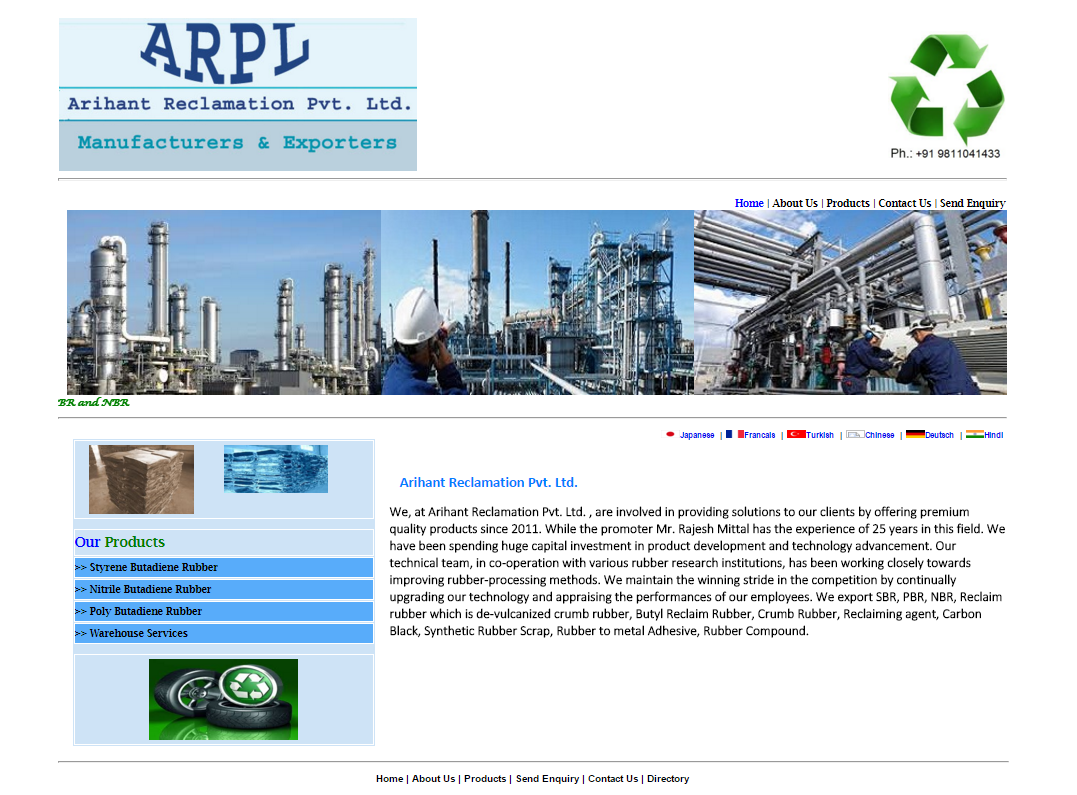 ARPL
Arihant Reclamation Pvt. Ltd.
Manufacturers & Exporters
Ph.: +91 9811041433
Home | About Us | Products | Contact Us | Send Enquiry
BR and NBR
Japanese | Francais | Turkish | Chinese | Deutsch | Hindi
Our Products
>> Styrene Butadiene Rubber
>> Nitrile Butadiene Rubber
>> Poly Butadiene Rubber
>> Warehouse Services
Arihant Reclamation Pvt. Ltd.
We, at Arihant Reclamation Pvt. Ltd. , are involved in providing solutions to our clients by offering premium
quality products since 2011. While the promoter Mr. Rajesh Mittal has the experience of 25 years in this field. We
have been spending huge capital investment in product development and technology advancement. Our
technical team, in co-operation with various rubber research institutions, has been working closely towards
improving rubber-processing methods. We maintain the winning stride in the competition by continually
upgrading our technology and appraising the performances of our employees. We export SBR, PBR, NBR, Reclaim
rubber which is de-vulcanized crumb rubber, Butyl Reclaim Rubber, Crumb Rubber, Reclaiming agent, Carbon
Black, Synthetic Rubber Scrap, Rubber to metal Adhesive, Rubber Compound.
Home | About Us | Products | Send Enquiry | Contact Us | Directory